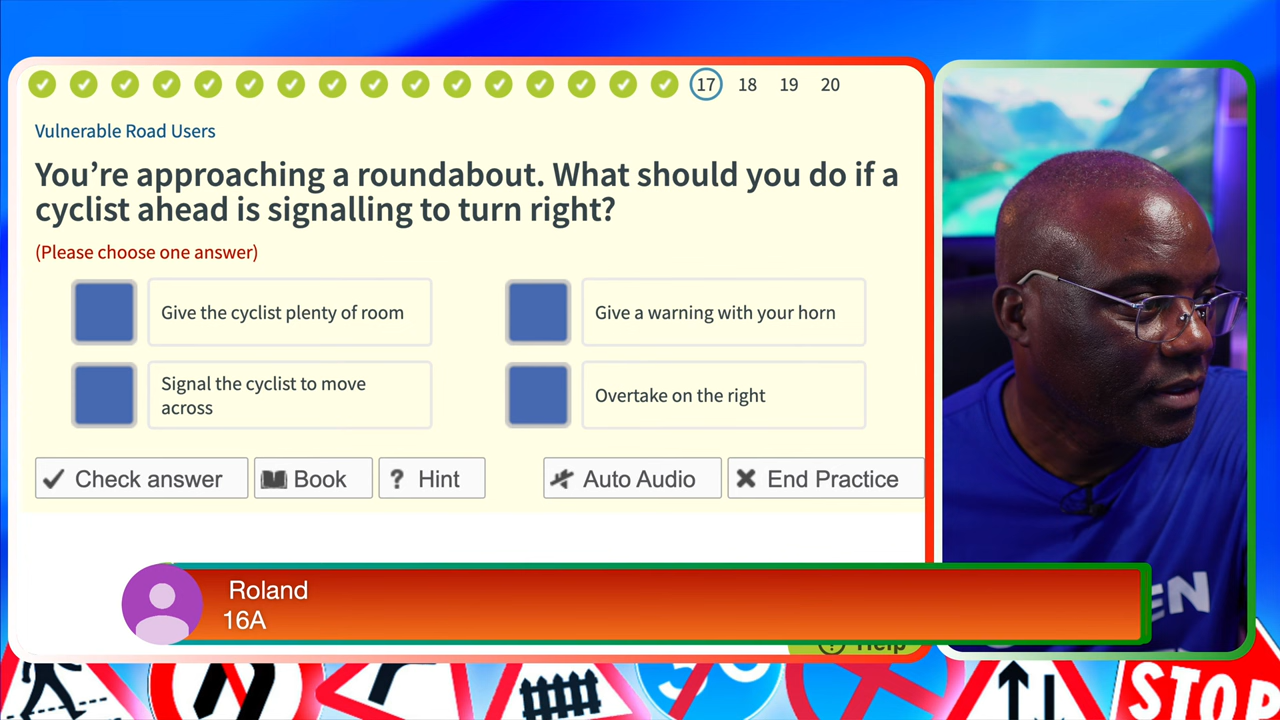 17 18 19 20
Vulnerable Road Users
You’re approaching a roundabout. What should you do if a
cyclist ahead is signalling to turn right?
(Please choose one answer)
Give the cyclist plenty of room
Give a warning with your horn
Signal the cyclist to move
across
Overtake on the right
Check answer
Book
? Hint
Auto Audio
End Practice
Roland
16A
Help
EN
STOP